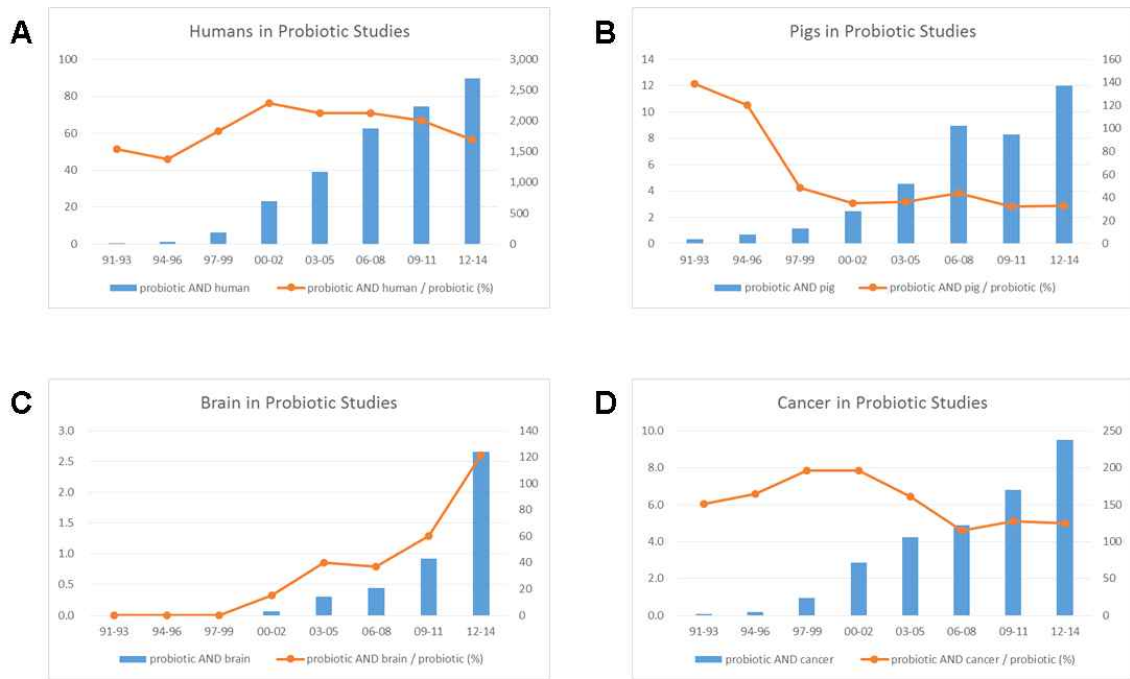 A
Humans in Probiotic Studies
100 3,000
80 2,500
60 2,000
40 1,500
20 1,000
0 500
0
91-93 94-96 97-99 00-02 03-05 06-08 09-11 12-14
probiotic AND human probiotic AND human / probiotic (%)
B
Pigs in Probiotic Studies
14 160
12 140
10 120
8 100
6 80
4 60
2 40
0 20
0
91-93 94-96 97-99 00-02 03-05 06-08 09-11 12-14
probiotic AND pig probiotic AND pig / probiotic (%)
C
Brain in Probiotic Studies
3.0 140
2.5 120
2.0 100
1.5 80
1.0 60
0.5 40
0.0 20
0
91-93 94-96 97-99 00-02 03-05 06-08 09-11 12-14
probiotic AND brain probiotic AND brain / probiotic (%)
D
Cancer in Probiotic Studies
10.0 250
8.0 200
6.0 150
4.0 100
2.0 50
0.0 0
91-93 94-96 97-99 00-02 03-05 06-08 09-11 12-14
probiotic AND cancer probiotic AND cancer / probiotic (%)